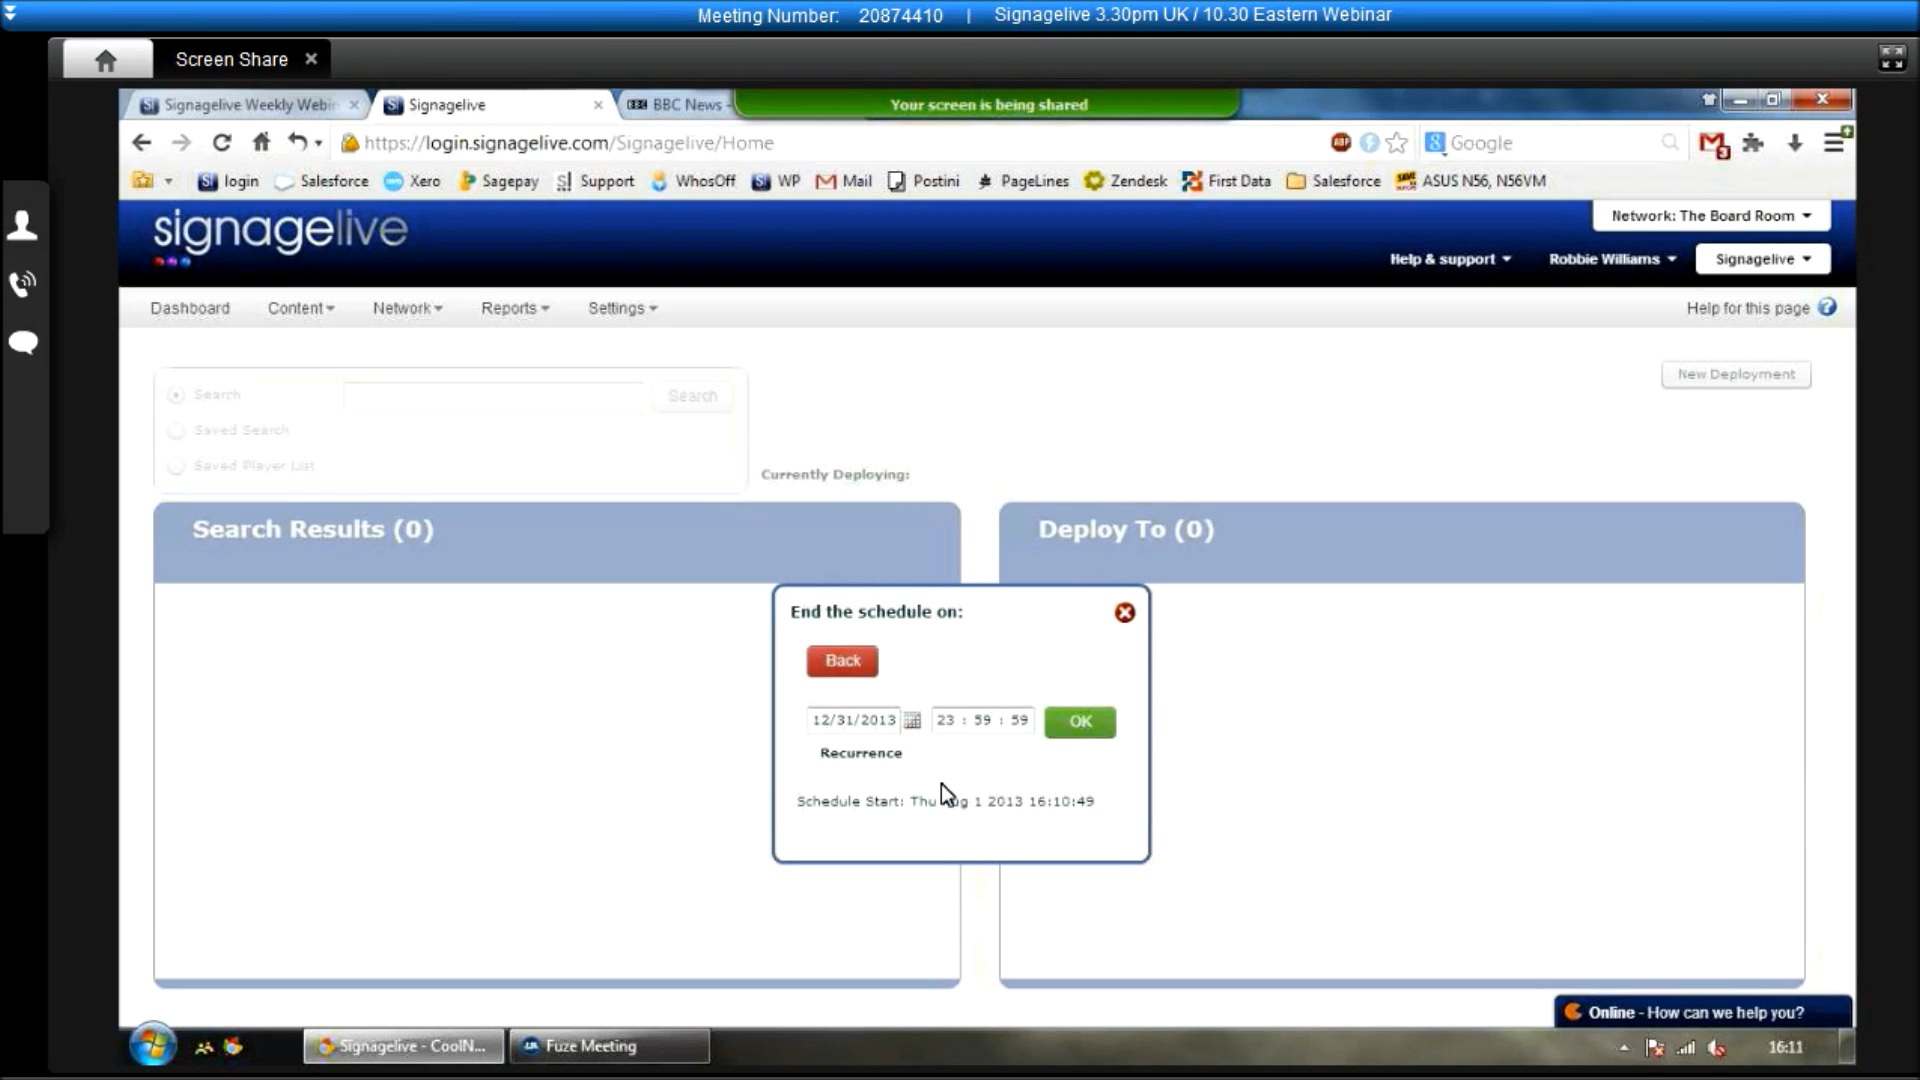 Meeting Number: 20874410 | Signagelive 3.30pm UK / 10.30 Eastern Webinar
Screen Share
Signagelive Weekly Webin
Signagelive
BBC News -
Your screen is being shared
https://login.signagelive.com/Signagelive/Home
Google
login Salesforce Xero Sagepay Support WhosOff WP Mail Postini PageLines Zendesk First Data Salesforce ASUS N56, N56VM
signagelive
Network: The Board Room
Help & support Robbie Williams Signagelive
Dashboard Content Network Reports Settings Help for this page
New Deployment
Search Search
Saved Search
Saved Player List
Currently Deploying:
Search Results (0) Deploy To (0)
End the schedule on:
Back
12/31/2013 23 : 59 : 59 OK
Recurrence
Schedule Start: Thu Aug 1 2013 16:10:49
Online - How can we help you?
Signagelive - CoolN... Fuze Meeting 16:11